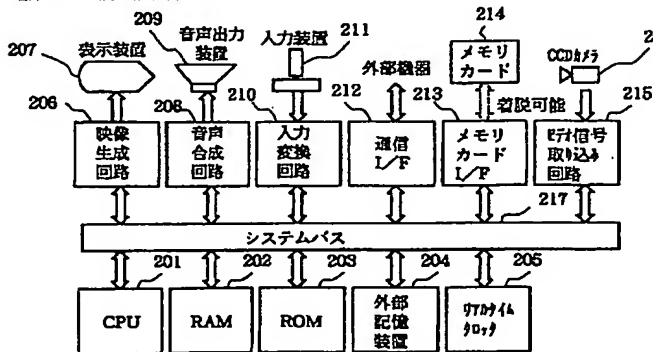 207
表示装置
209
音声出力
装置
入力装置
211
外部機器
214
メモリ
カード
着脱可能
CCDカメラ
2
206
映像
生成
回路
208
音声
合成
回路
210
入力
変換
回路
212
通信
I/F
213
メモリ
カード
I/F
215
ビデオ信号
取り込み
回路
217
システムバス
201
CPU
202
RAM
203
ROM
204
外部
記憶
装置
205
リアルタイム
クロック